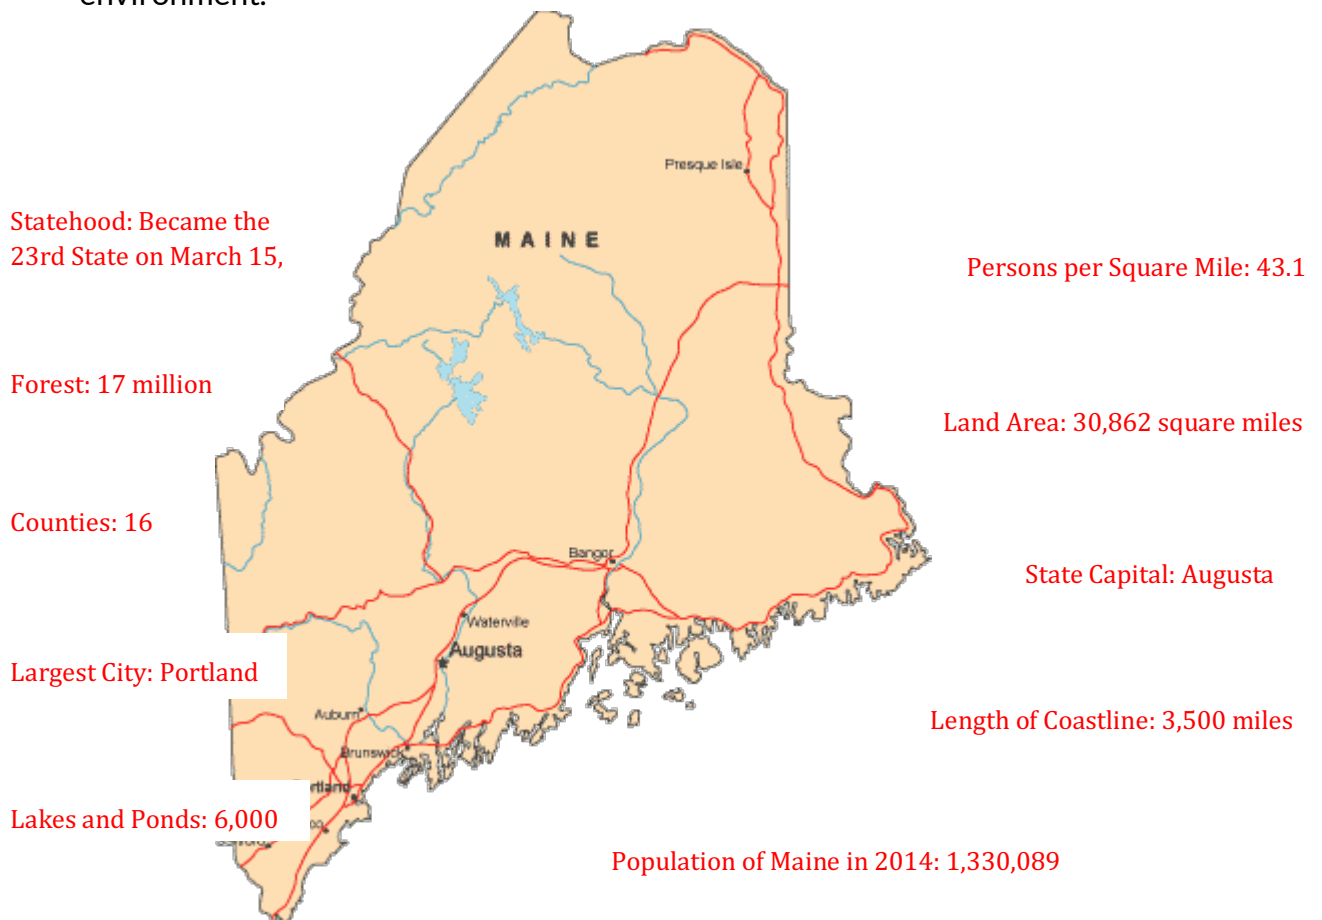 environment.
Presque Isle
Statehood: Became the
23rd State on March 15,
MAINE
Persons per Square Mile: 43.1
Forest: 17 million
Land Area: 30,862 square miles
Counties: 16
Bangor
State Capital: Augusta
Waterville
Augusta
Largest City: Portland
Auburn
Length of Coastline: 3,500 miles
Brunswick
rtland
Lakes and Ponds: 6,000
Population of Maine in 2014: 1,330,089